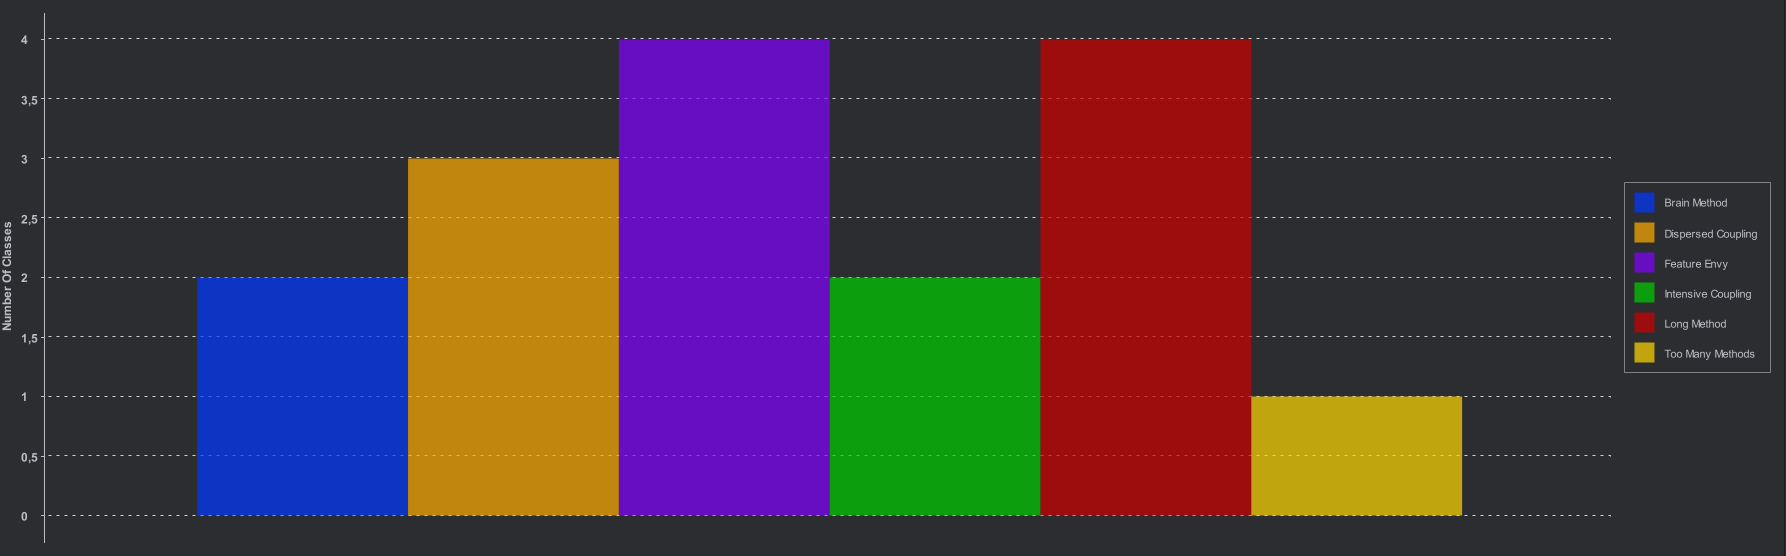 4
3,5
3
2,5
2
1,5
1
0,5
0
Number Of Classes
Brain Method
Dispersed Coupling
Feature Envy
Intensive Coupling
Long Method
Too Many Methods